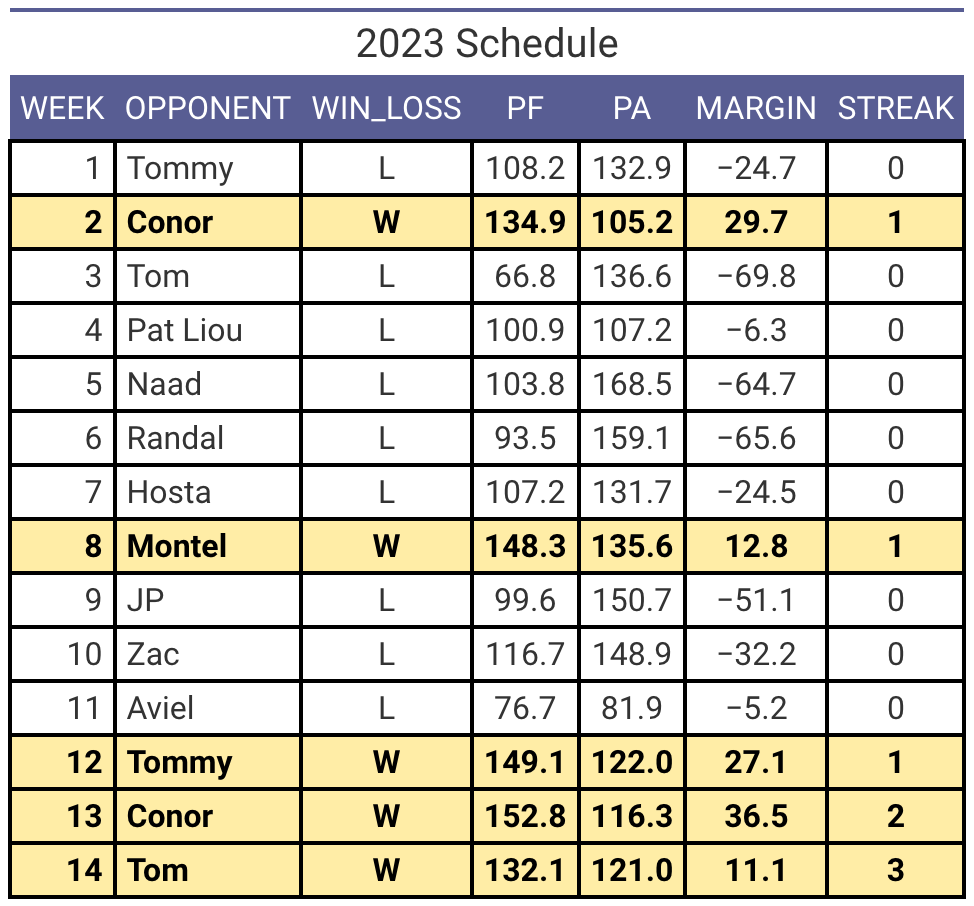 2023 Schedule
WEEK OPPONENT WIN_LOSS PF PA MARGIN STREAK
1 Tommy L 108.2 132.9 −24.7 0
2 Conor W 134.9 105.2 29.7 1
3 Tom L 66.8 136.6 −69.8 0
4 Pat Liou L 100.9 107.2 −6.3 0
5 Naad L 103.8 168.5 −64.7 0
6 Randal L 93.5 159.1 −65.6 0
7 Hosta L 107.2 131.7 −24.5 0
8 Montel W 148.3 135.6 12.8 1
9 JP L 99.6 150.7 −51.1 0
10 Zac L 116.7 148.9 −32.2 0
11 Aviel L 76.7 81.9 −5.2 0
12 Tommy W 149.1 122.0 27.1 1
13 Conor W 152.8 116.3 36.5 2
14 Tom W 132.1 121.0 11.1 3